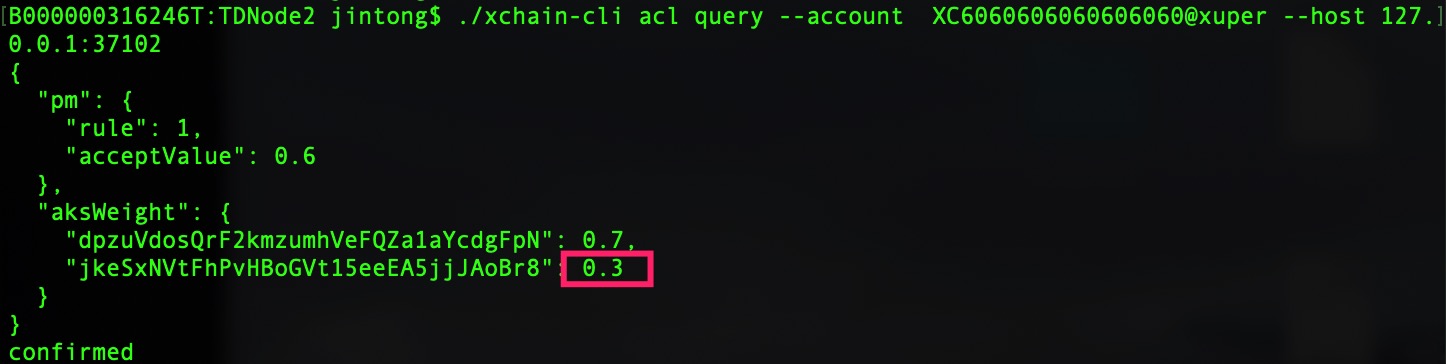 [B000000316246T:TDNode2 jintong$ ./xchain-cli acl query --account  XC6060606060606060@xuper --host 127.]
0.0.1:37102
{
  "pm": {
    "rule": 1,
    "acceptValue": 0.6
  },
  "aksWeight": {
    "dpzuVdosQrF2kmzumhVeFQZa1aYcdgFpN": 0.7,
    "jkeSxNVtFhPvHBoGVt15eeEA5jjJAoBr8": 0.3
  }
}
confirmed